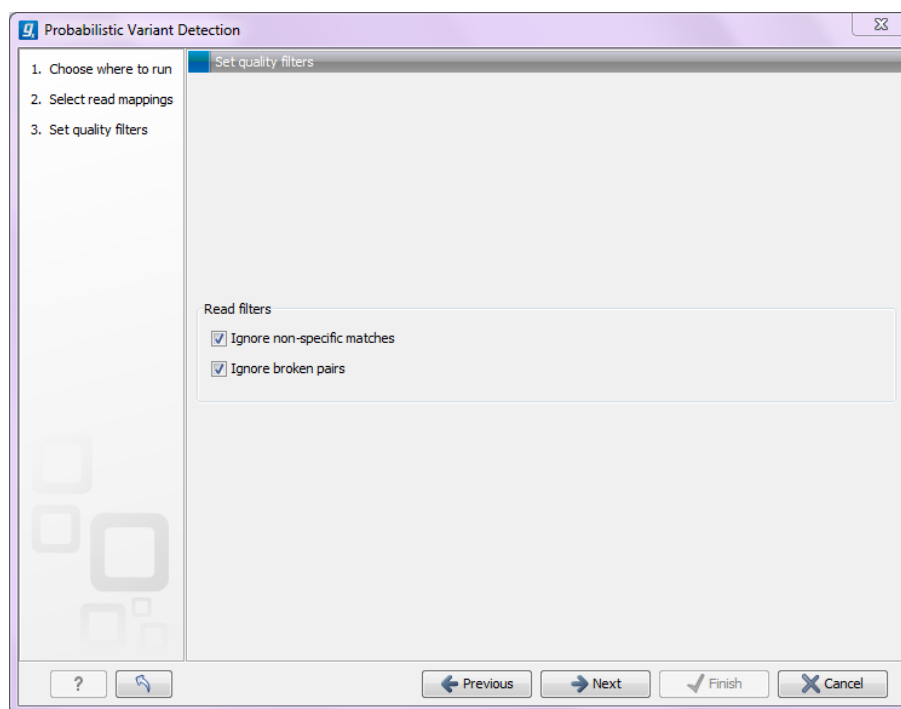 Probabilistic Variant Detection
1. Choose where to run
2. Select read mappings
3. Set quality filters
Set quality filters
Read filters
Ignore non-specific matches
Ignore broken pairs
?
Previous
Next
Finish
Cancel